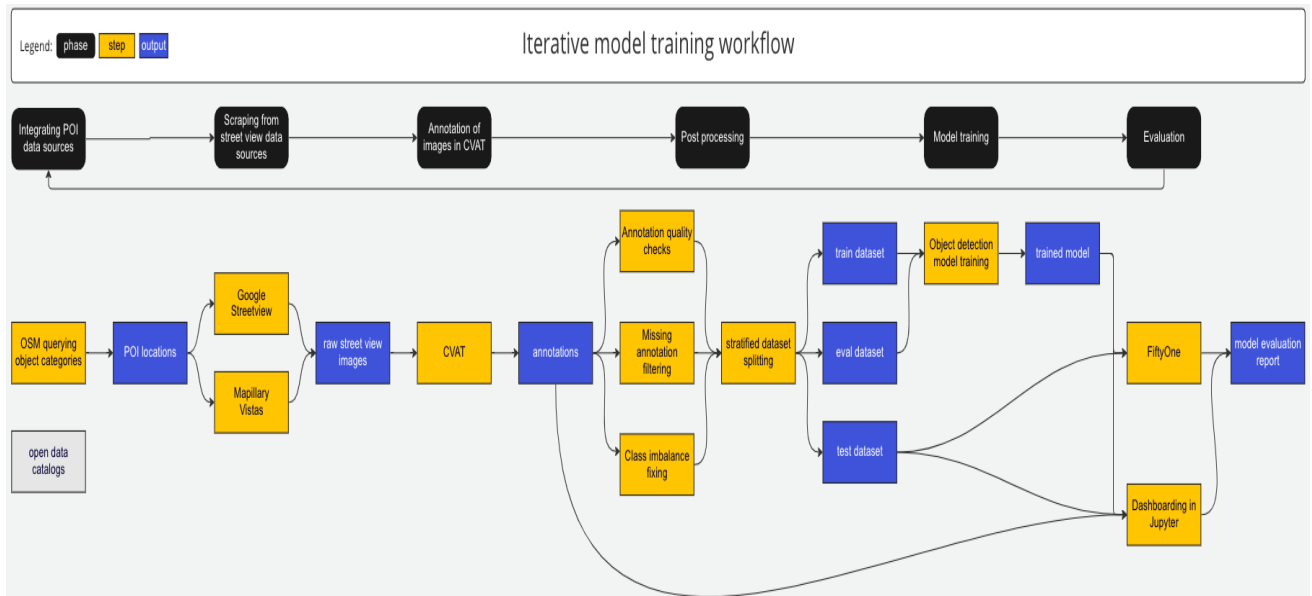 Legend:
phase
step
output
Iterative model training workflow
Integrating POI
data sources
Scraping from
street view data
sources
Annotation of
images in CVAT
Post processing
Model training
Evaluation
OSM querying
object categories
POI locations
Google
Streetview
Mapillary
Vistas
raw street view
images
CVAT
annotations
Annotation quality
checks
Missing
annotation
filtering
Class imbalance
fixing
stratified dataset
splitting
train dataset
eval dataset
test dataset
Object detection
model training
trained model
FiftyOne
Dashboarding in
Jupyter
model evaluation
report
open data
catalogs